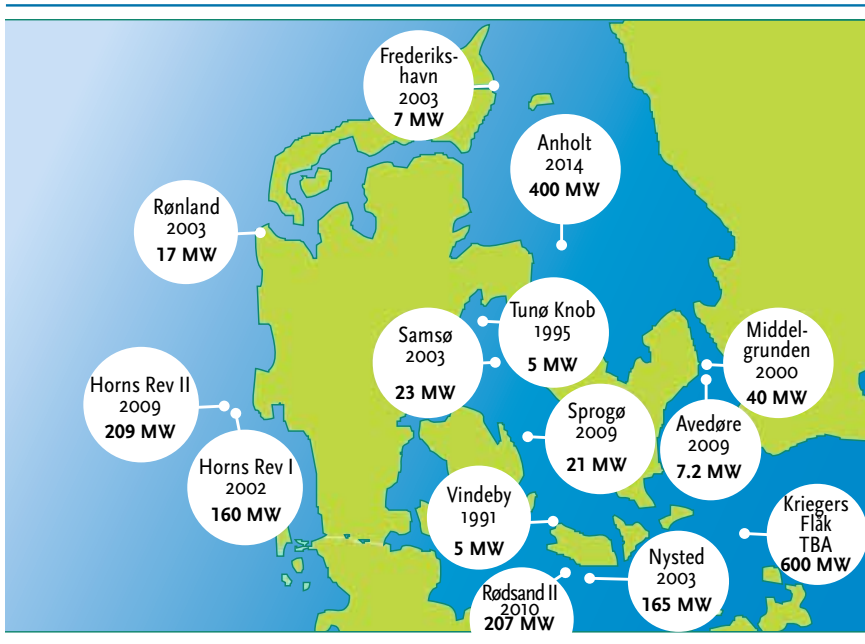 Frederiks-
havn
2003
7 MW
Anholt
2014
400 MW
Rønland
2003
17 MW
Tunø Knob
1995
5 MW
Samsø
2003
23 MW
Middel-
grunden
2000
40 MW
Horns Rev II
2009
209 MW
Sprogø
2009
21 MW
Avedøre
2009
7.2 MW
Horns Rev I
2002
160 MW
Vindeby
1991
5 MW
Kriegers
Flak
TBA
600 MW
Nysted
2003
165 MW
Rødsand II
2010
207 MW